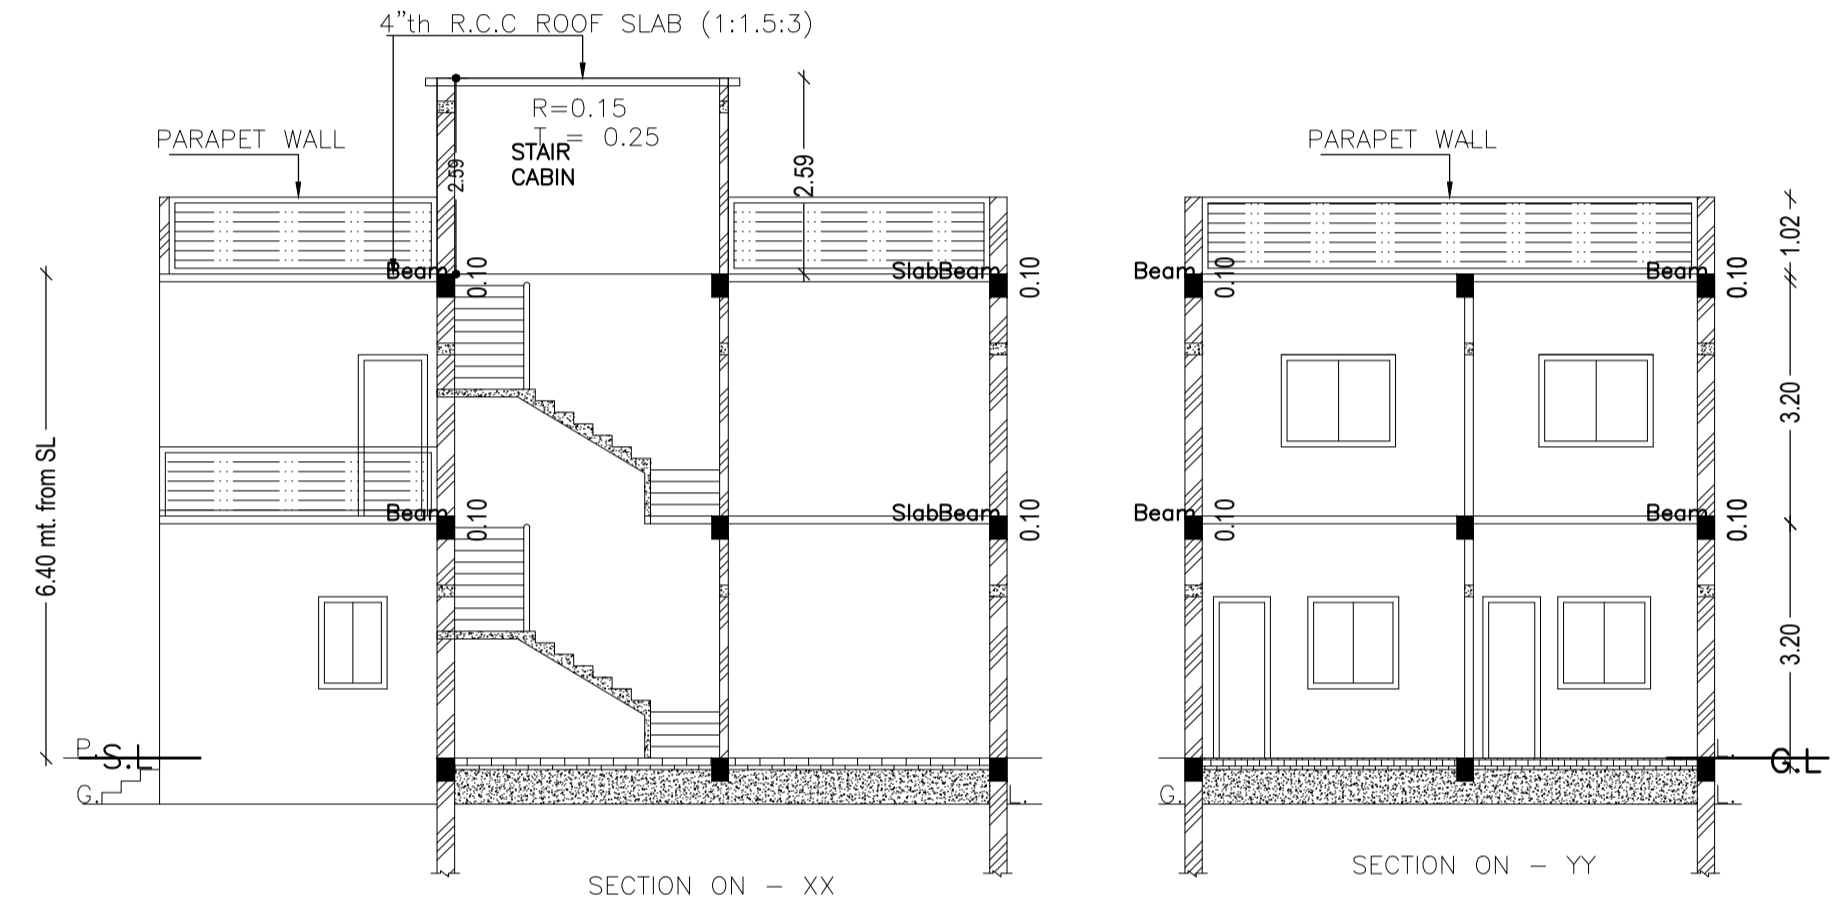 4"th R.C.C ROOF SLAB (1:1.5:3)
R=0.15
T = 0.25
STAIR
CABIN
PARAPET WALL
2.59
2.59
Beam
0.10
SlabBeam
0.10
6.40 mt. from SL
Beam
0.10
SlabBeam
0.10
P.
S.L
G.
L.
SECTION ON - XX
PARAPET WALL
1.02
Beam
0.10
Beam
0.10
3.20
Beam
0.10
Beam
0.10
3.20
L.
G.L
G.
L.
SECTION ON - YY